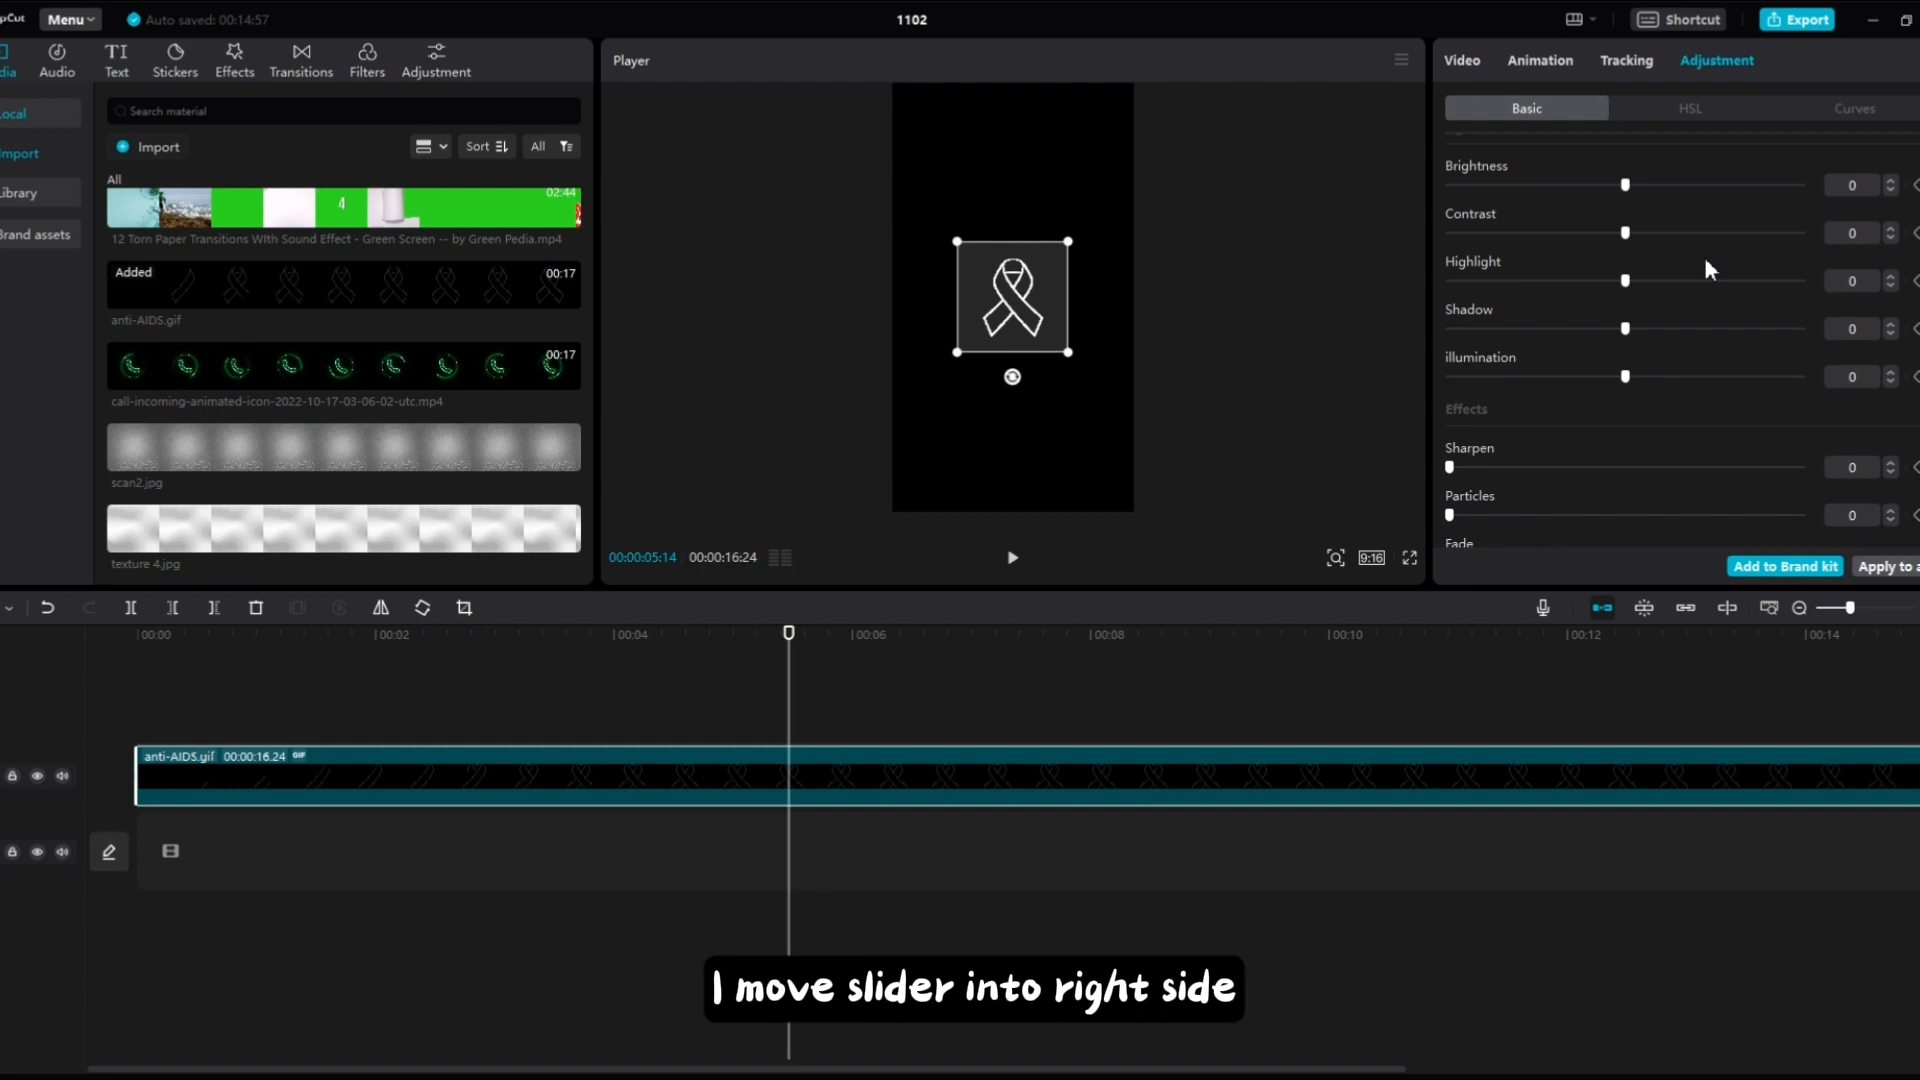 pCut
Menu
Auto saved: 00:14:57
1102
Shortcut
Export
dia
Audio
TI
Text
Stickers
Effects
Transitions
Filters
Adjustment
Local
Import
Library
Brand assets
Search material
Import
Sort
All
All
02:44
4
12 Torn Paper Transitions WIth Sound Effect - Green Screen -- by Green Pedia.mp4
Added
00:17
anti-AIDS.gif
00:17
call-incoming-animated-icon-2022-10-17-03-06-02-utc.mp4
scan2.jpg
texture 4.jpg
Player
00:00:05:14
00:00:16:24
9:16
Video
Animation
Tracking
Adjustment
Basic
HSL
Curves
Brightness
0
Contrast
0
Highlight
0
Shadow
0
illumination
0
Effects
Sharpen
0
Particles
0
Fade
Add to Brand kit
Apply to a
00:00
00:02
00:04
00:06
00:08
00:10
00:12
00:14
anti-AIDS.gif 00:00:16:24 GIF
I move slider into right side